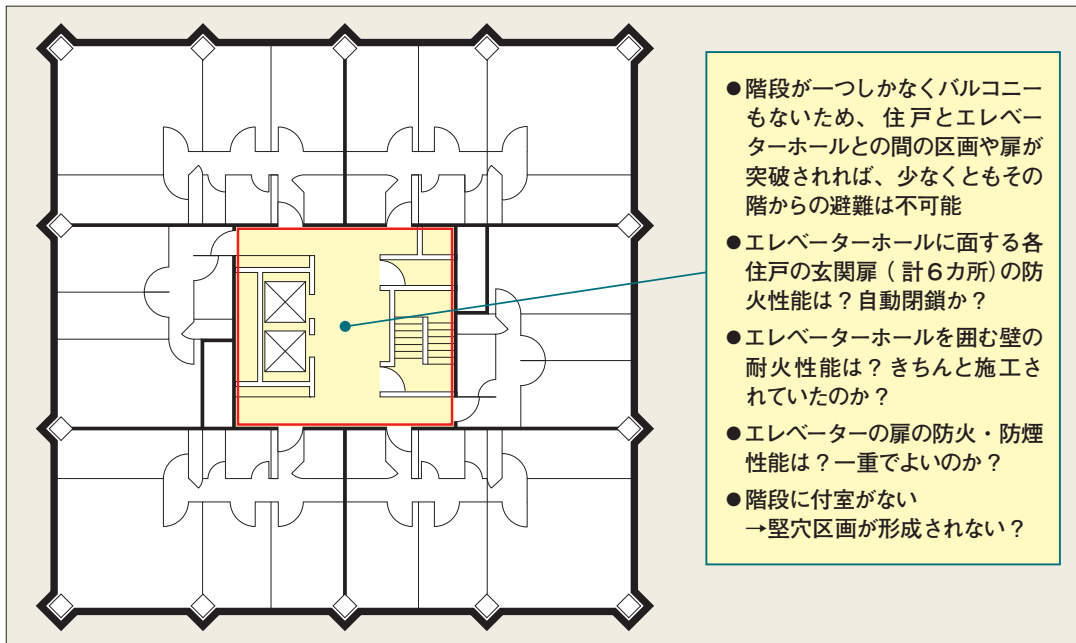 ●階段が一つしかなくバルコニー
もないため、住戸とエレベー
ターホールとの間の区画や扉が
突破されれば、少なくともその
階からの避難は不可能
●エレベーターホールに面する各
住戸の玄関扉(計6カ所)の防
火性能は?自動閉鎖か?
●エレベーターホールを囲む壁の
耐火性能は?きちんと施工さ
れていたのか?
●エレベーターの扉の防火・防煙
性能は?一重でよいのか?
●階段に付室がない
→竪穴区画が形成されない?